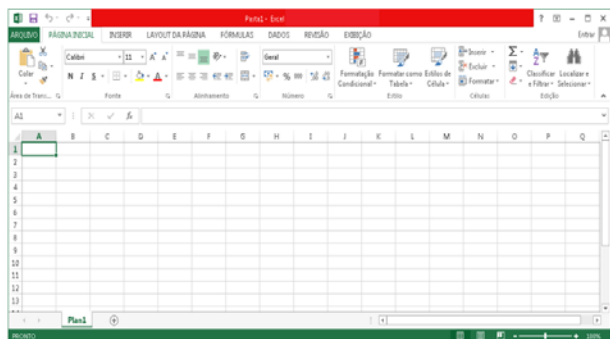 Pasta1 - Excel
ARQUIVO PÁGINA INICIAL INSERIR LAYOUT DA PÁGINA FÓRMULAS DADOS REVISÃO EXIBIÇÃO Entrar
Colar
Calibri 11
N I S
Geral
% 000
Formatação Condicional
Formatar como Tabela
Estilos de Célula
Inserir
Excluir
Formatar
Classificar e Filtrar
Localizar e Selecionar
Área de Transf... Fonte Alinhamento Número Estilo Células Edição
A1 fx
A B C D E F G H I J K L M N O P Q
1
2
3
4
5
6
7
8
9
10
11
12
13
Plan1
PRONTO 100%